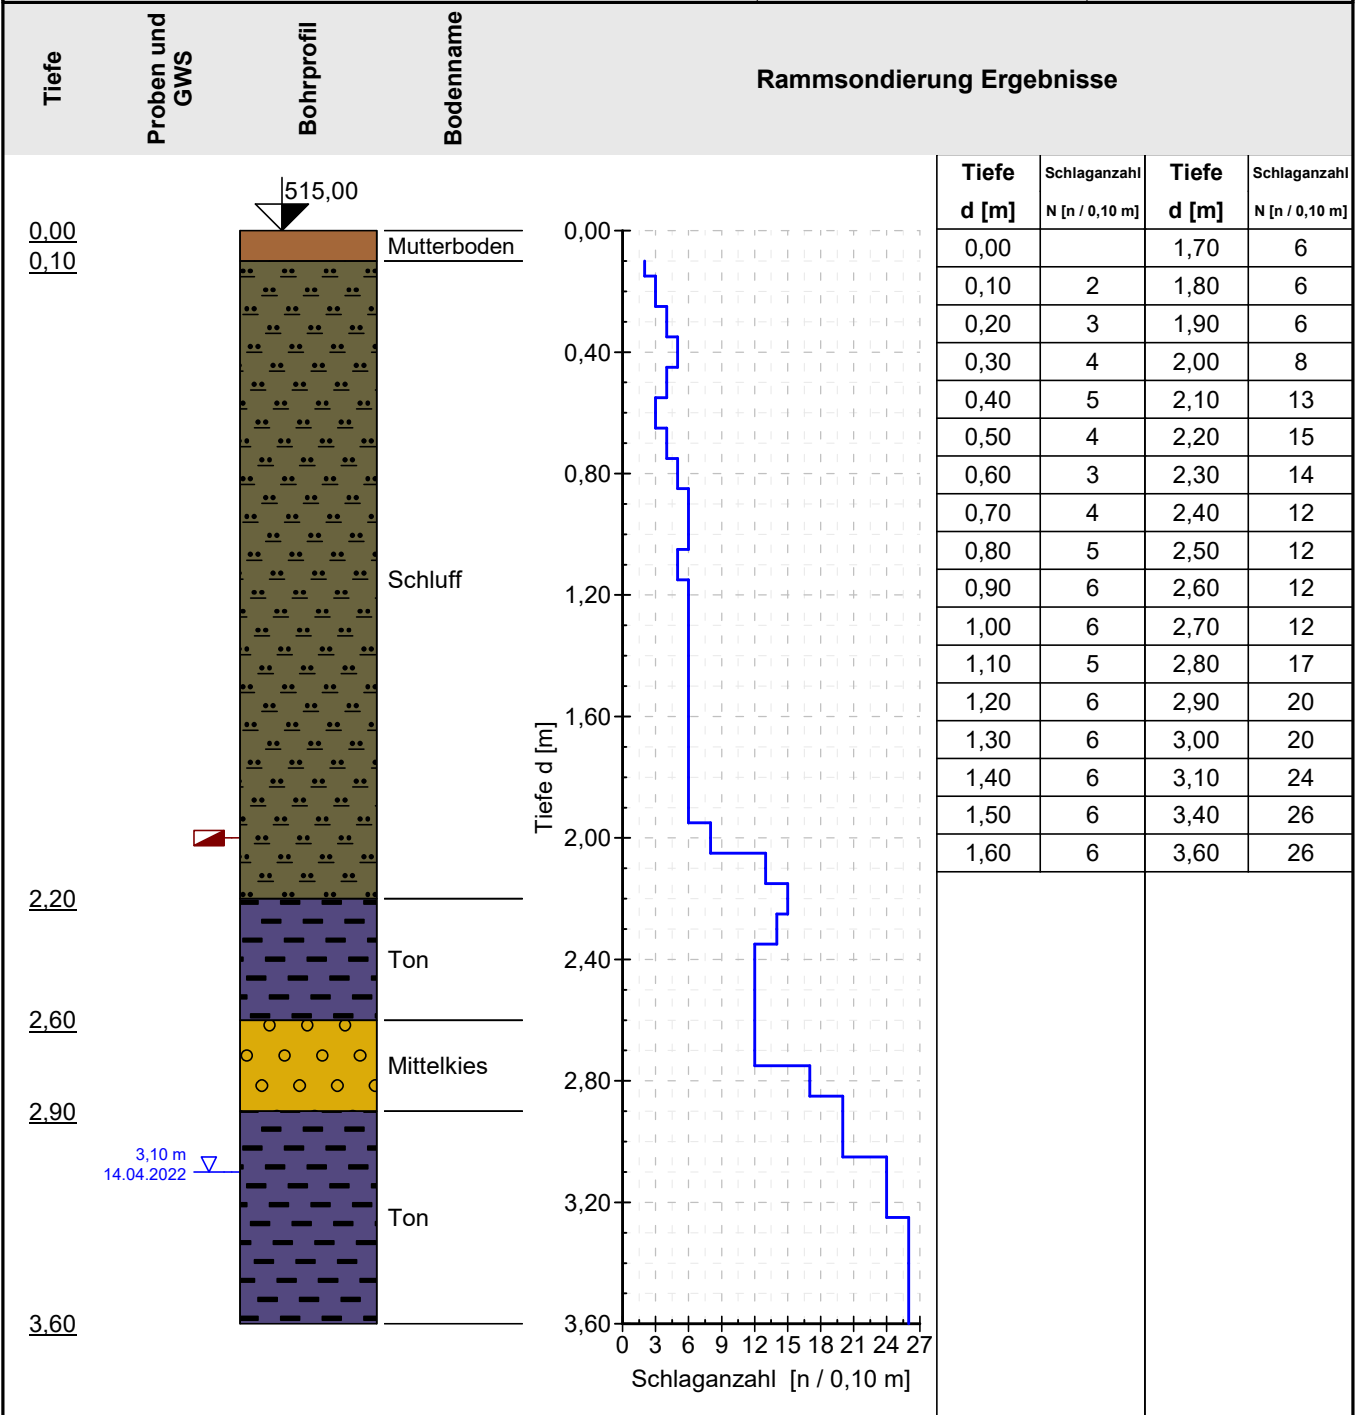 Tiefe
Proben und
GWS
Bohrprofil
Bodenname
Rammsondierung Ergebnisse
515,00
0,00
0,10
2,20
2,60
2,90
3,60
3,10 m
14.04.2022
Mutterboden
Schluff
Ton
Mittelkies
Ton
Tiefe d [m]
0,00
0,40
0,80
1,20
1,60
2,00
2,40
2,80
3,20
3,60
0 3 6 9 12 15 18 21 24 27
Schlaganzahl [n / 0,10 m]
Tiefe Schlaganzahl Tiefe Schlaganzahl
d [m] N [n / 0,10 m] d [m] N [n / 0,10 m]
0,00 1,70 6
0,10 2 1,80 6
0,20 3 1,90 6
0,30 4 2,00 8
0,40 5 2,10 13
0,50 4 2,20 15
0,60 3 2,30 14
0,70 4 2,40 12
0,80 5 2,50 12
0,90 6 2,60 12
1,00 6 2,70 12
1,10 5 2,80 17
1,20 6 2,90 20
1,30 6 3,00 20
1,40 6 3,10 24
1,50 6 3,40 26
1,60 6 3,60 26